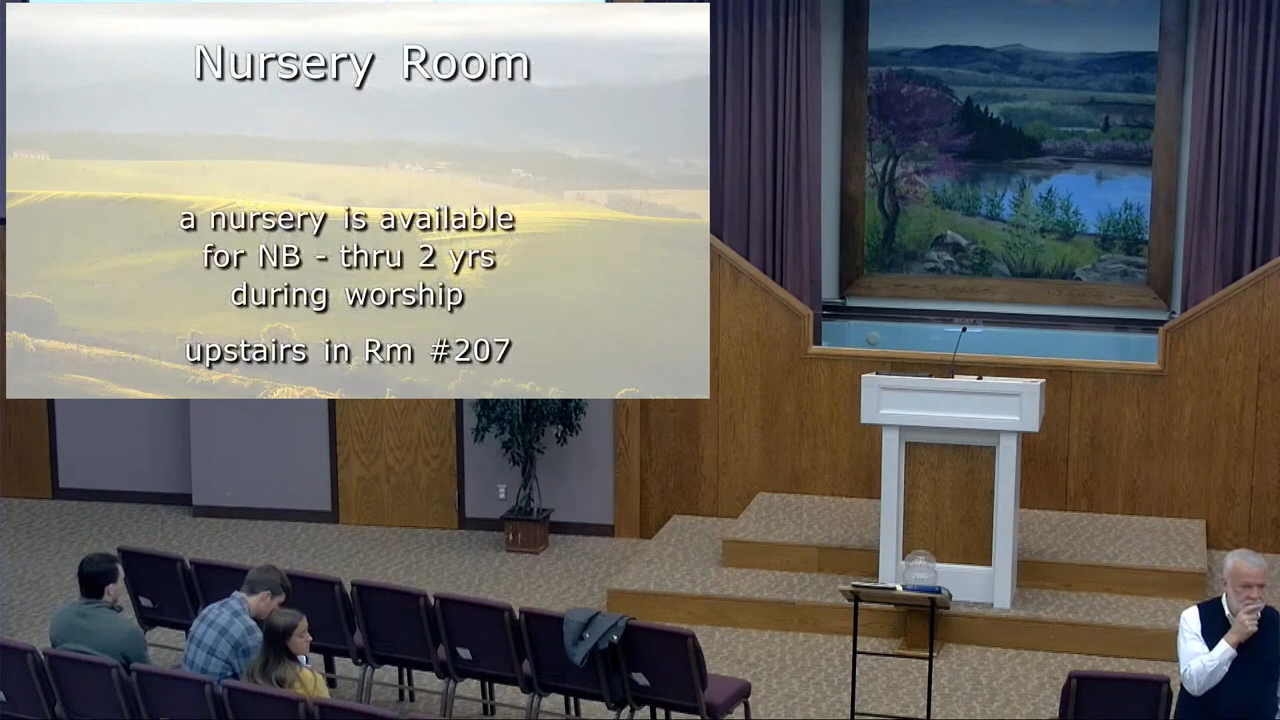 Nursery Room
a nursery is available
for NB - thru 2 yrs
during worship
upstairs in Rm #207